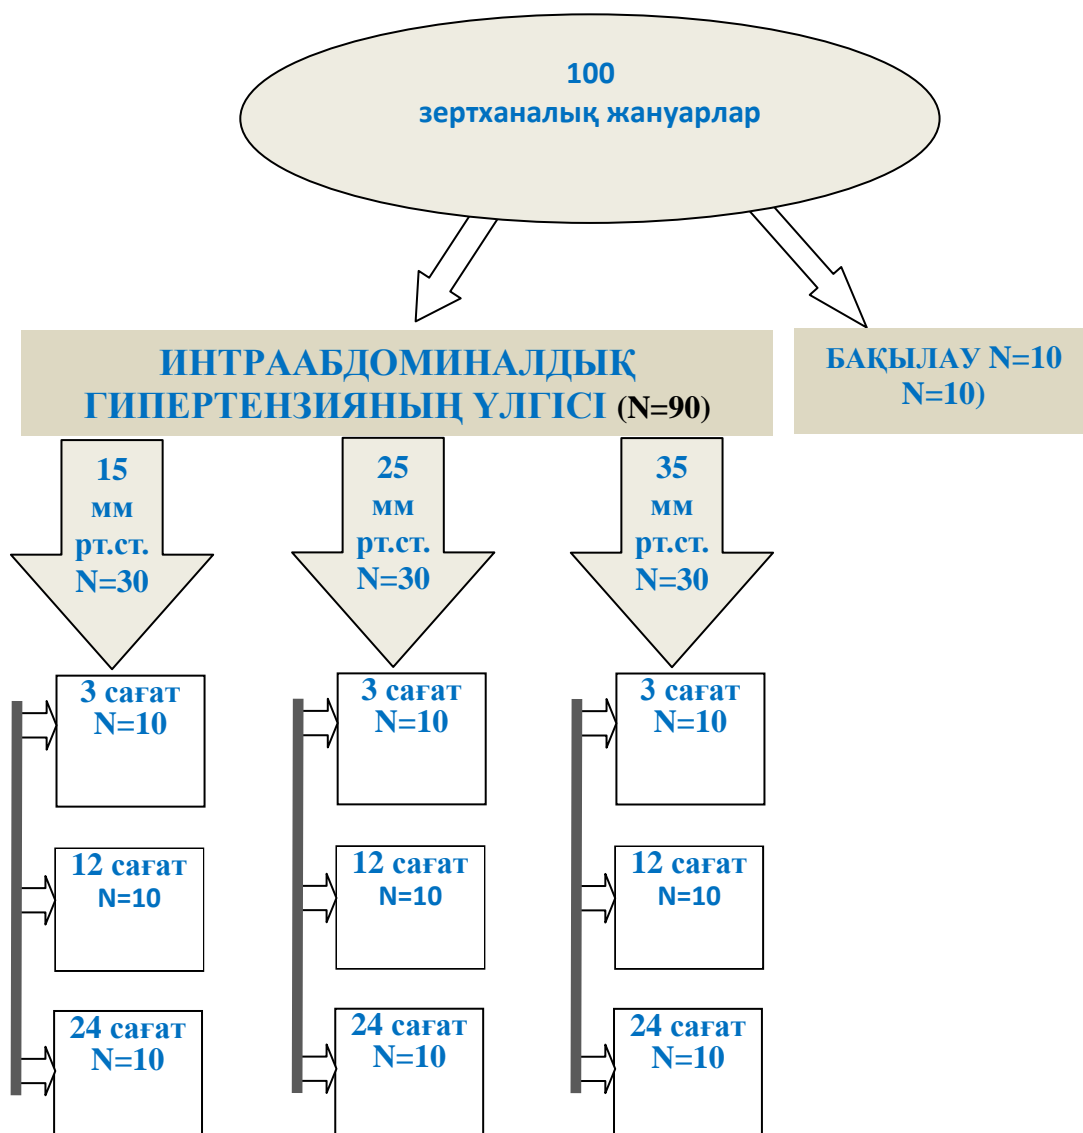 100
зертханалық жануарлар
ИНТРААБДОМИНАЛДЫҚ
ГИПЕРТЕНЗИЯНЫҢ ҮЛГІСІ (N=90)
БАҚЫЛАУ N=10
N=10)
15
мм
рт.ст.
N=30
25
мм
рт.ст.
N=30
35
мм
рт.ст.
N=30
3 сағат
N=10
3 сағат
N=10
3 сағат
N=10
12 сағат
N=10
12 сағат
N=10
12 сағат
N=10
24 сағат
N=10
24 сағат
N=10
24 сағат
N=10